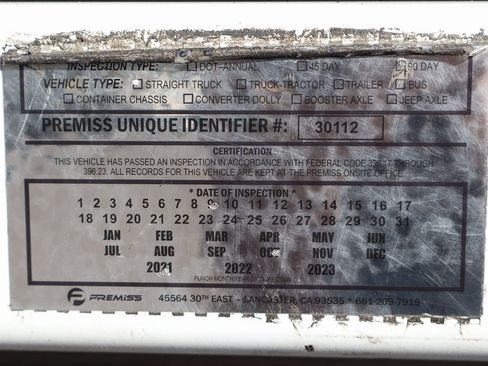 INSPECTION TYPE: DOT-ANNUAL 45 DAY 90 DAY
VEHICLE TYPE: STRAIGHT TRUCK TRUCK-TRACTOR TRAILER BUS
CONTAINER CHASSIS CONVERTER DOLLY BOOSTER AXLE JEEP AXLE
PREMISS UNIQUE IDENTIFIER #: 30112
CERTIFICATION
THIS VEHICLE HAS PASSED AN INSPECTION IN ACCORDANCE WITH FEDERAL CODE 396.17 THROUGH
396.23. ALL RECORDS FOR THIS VEHICLE ARE KEPT AT THE PREMISS ONSITE OFFICE.
* DATE OF INSPECTION *
1 2 3 4 5 6 7 8 9 10 11 12 13 14 15 16 17
18 19 20 21 22 23 24 25 26 27 28 29 30 31
JAN FEB MAR APR MAY JUN
JUL AUG SEP OCT NOV DEC
2021 2022 2023
PUNCH MONTH/YEAR OF INSPECTION
PREMISS 45564 30TH EAST - LANCASTER, CA 93535 * 661-209-7919